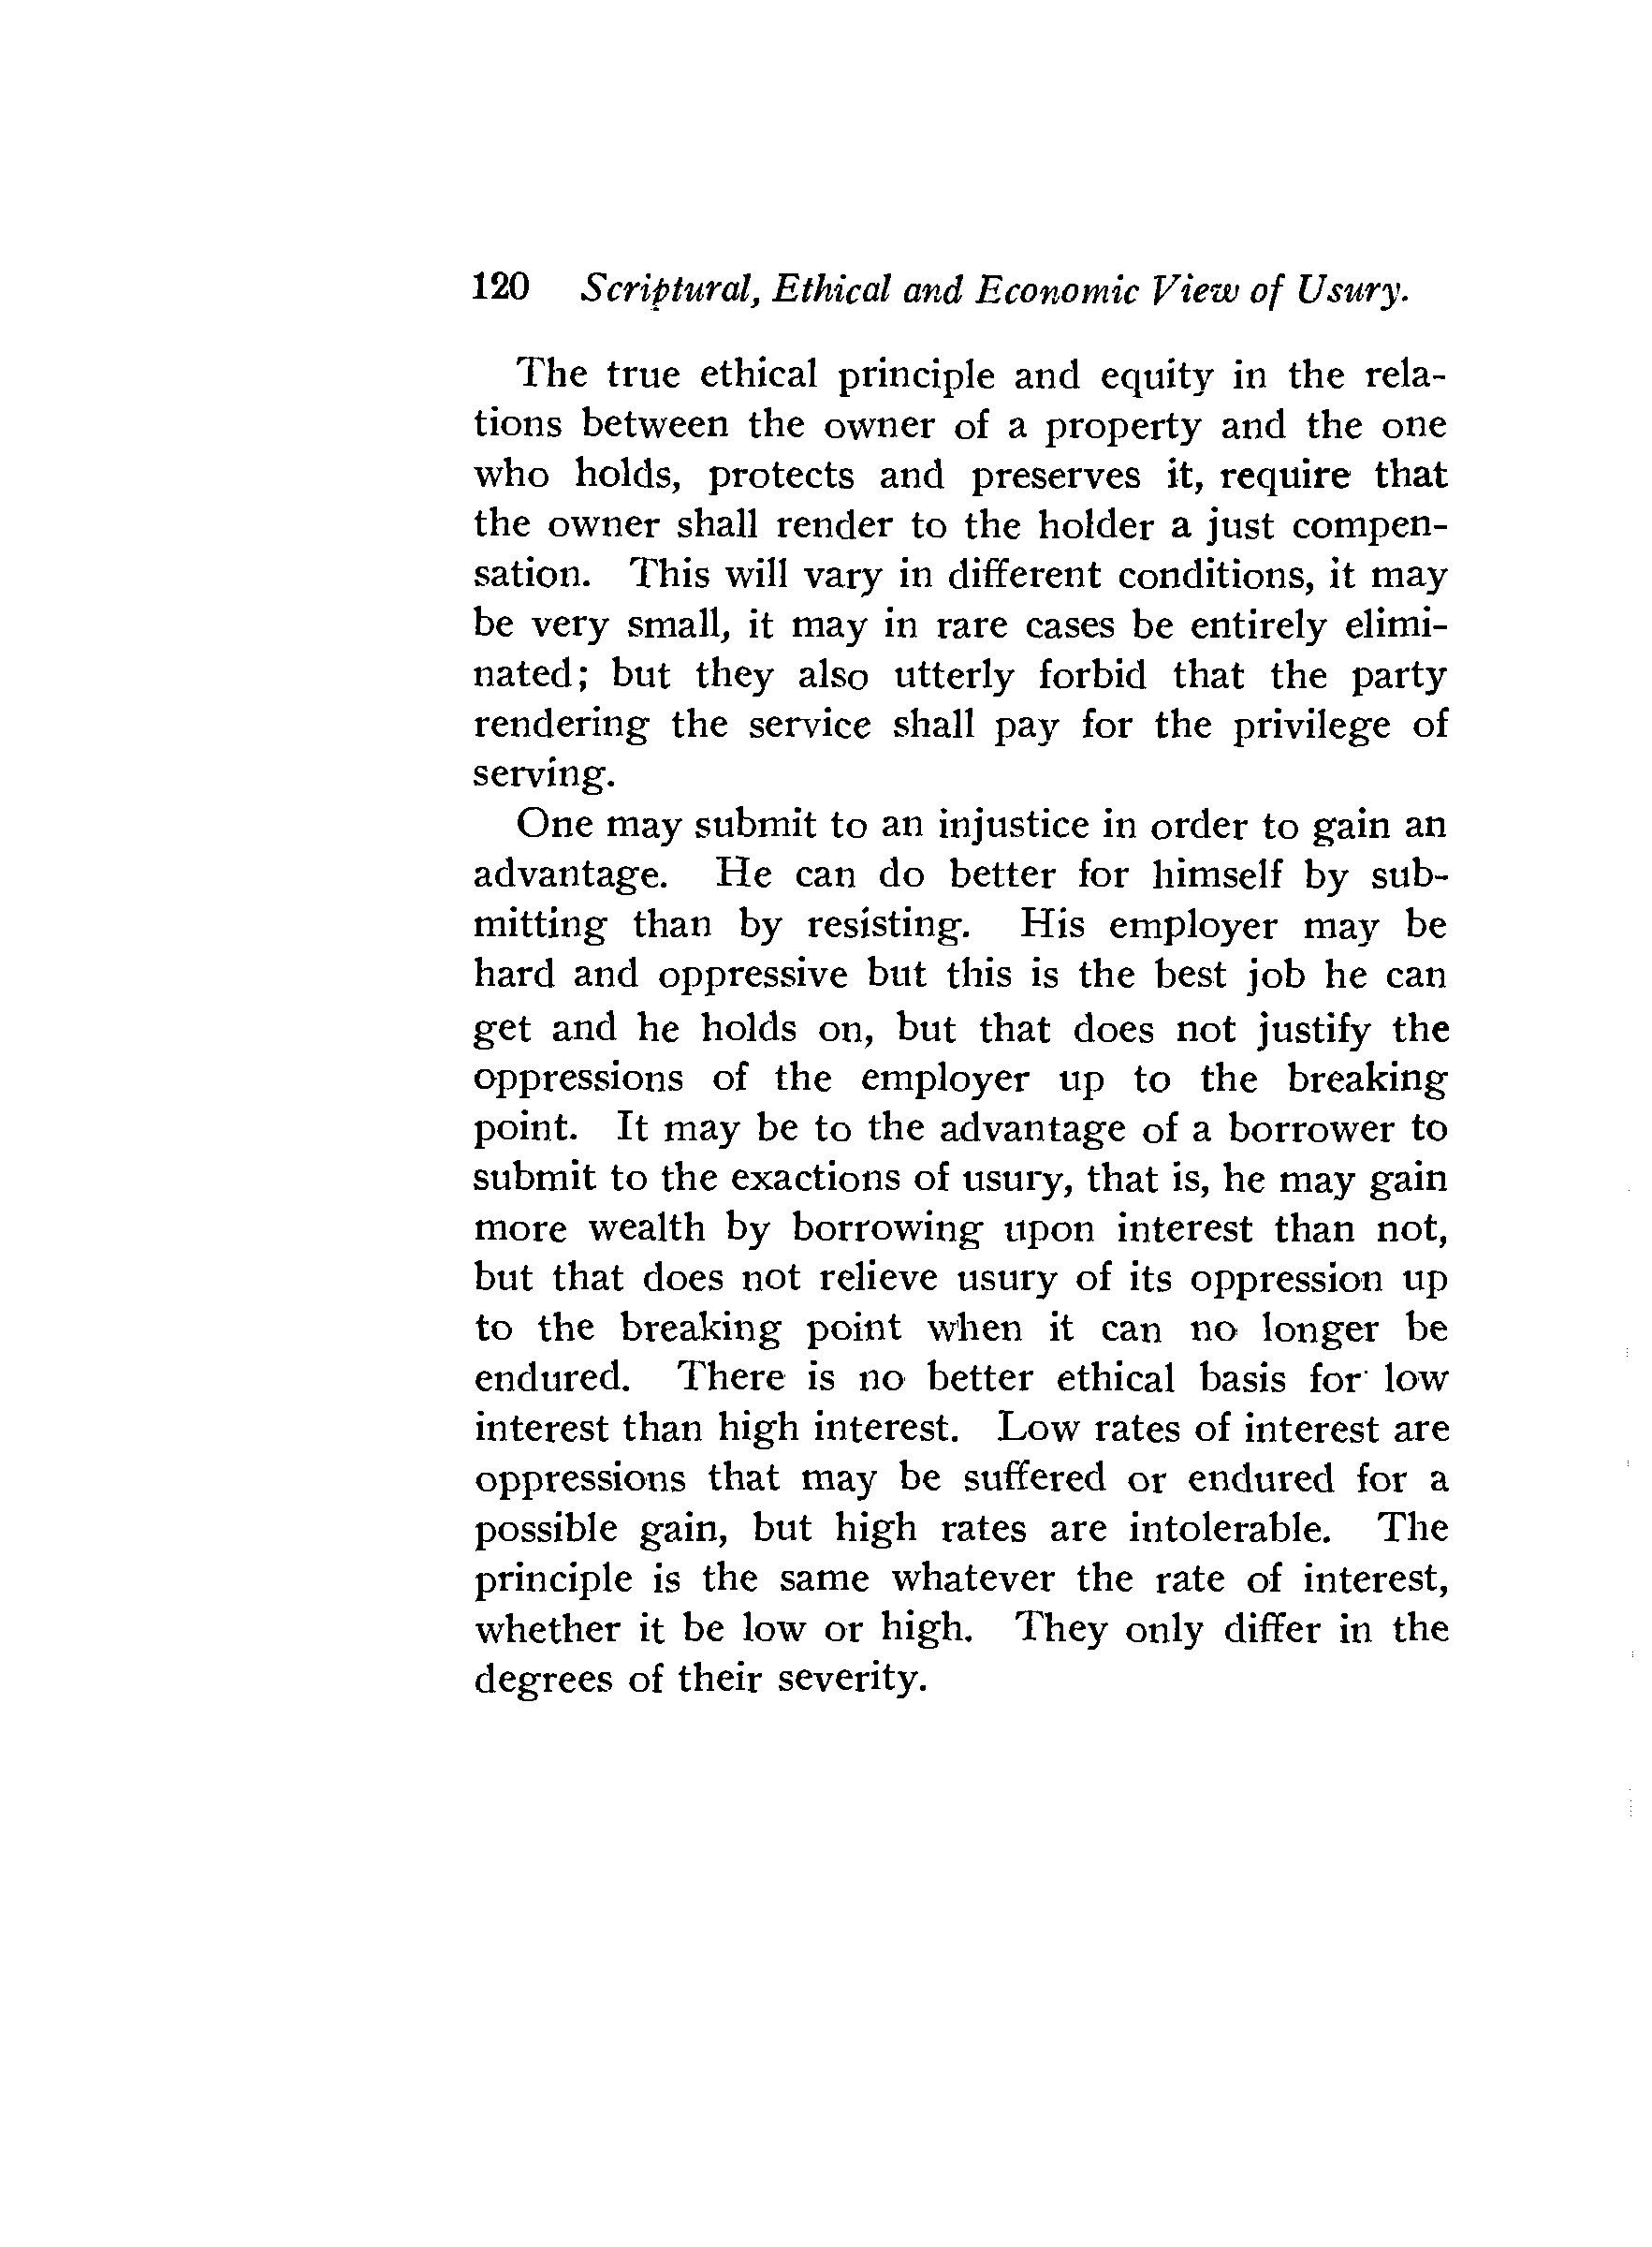 120 Scriptural, Ethical and Economic View of Usury.
The true ethical principle and equity in the rela-
tions between the owner of a property and the one
who holds, protects and preserves it, require that
the owner shall render to the holder a just compen-
sation. This will vary in different conditions, it may
be very small, it may in rare cases be entirely elimi-
nated; but they also utterly forbid that the party
rendering the service shall pay for the privilege of
serving.
One may submit to an injustice in order to gain an
advantage. He can do better for himself by sub-
mitting than by resisting. His employer may be
hard and oppressive but this is the best job he can
get and he holds on, but that does not justify the
oppressions of the employer up to the breaking
point. It may be to the advantage of a borrower to
submit to the exactions of usury, that is, he may gain
more wealth by borrowing upon interest than not,
but that does not relieve usury of its oppression up
to the breaking point when it can no longer be
endured. There is no better ethical basis for low
interest than high interest. Low rates of interest are
oppressions that may be suffered or endured for a
possible gain, but high rates are intolerable. The
principle is the same whatever the rate of interest,
whether it be low or high. They only differ in the
degrees of their severity.